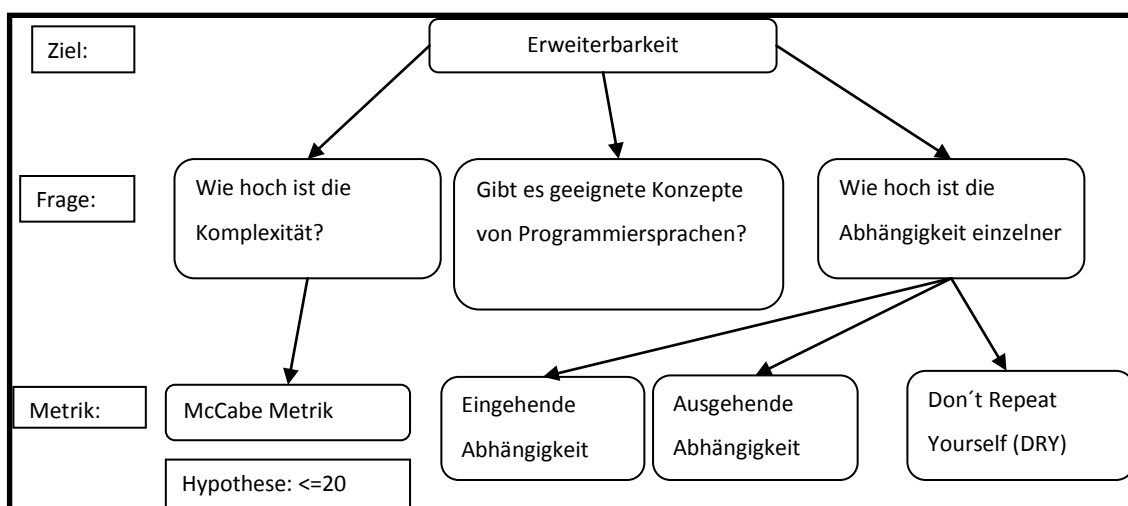 Ziel:
Erweiterbarkeit
Frage:
Wie hoch ist die
Komplexität?
Gibt es geeignete Konzepte
von Programmiersprachen?
Wie hoch ist die
Abhängigkeit einzelner
Metrik:
McCabe Metrik
Hypothese: <=20
Eingehende
Abhängigkeit
Ausgehende
Abhängigkeit
Don´t Repeat
Yourself (DRY)